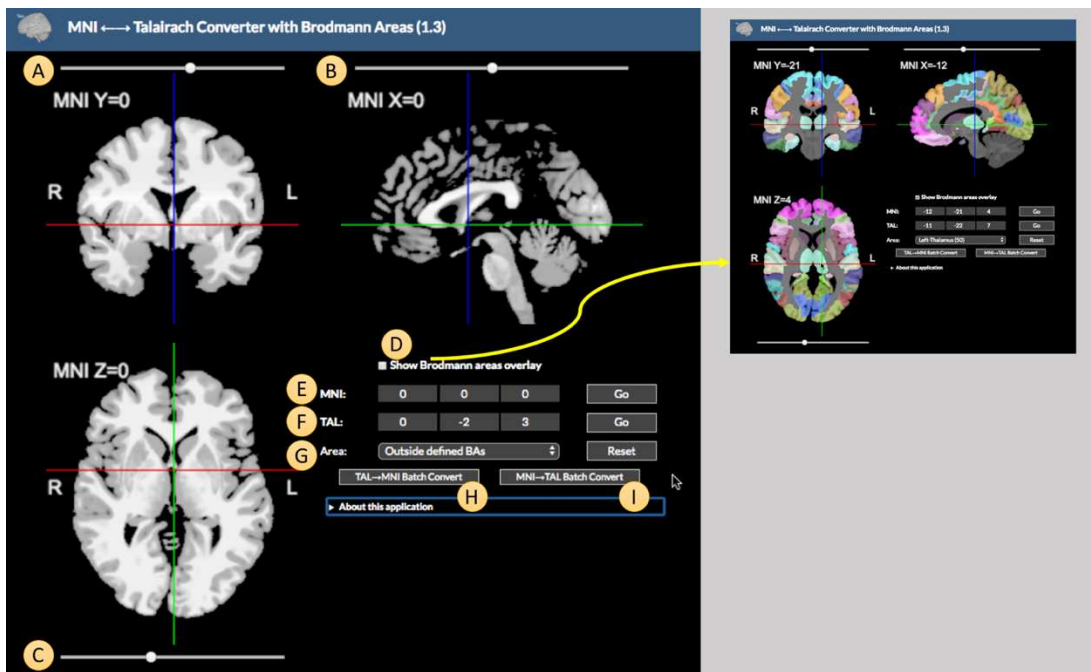 MNI ←→ Talairach Converter with Brodmann Areas (1.3)
A
B
MNI Y=0
MNI X=0
R
L
D
Show Brodmann areas overlay
MNI Z=0
E
MNI: 0 0 0 Go
F
TAL: 0 -2 3 Go
G
Area: Outside defined BAs Reset
TAL→MNI Batch Convert MNI→TAL Batch Convert
H
I
► About this application
R
L
C
MNI ←→ Talairach Converter with Brodmann Areas (1.3)
MNI Y=-21
MNI X=-12
R
L
MNI Z=4
Show Brodmann areas overlay
MNI: -12 -21 4 Go
TAL: -11 -22 7 Go
Area: Left-Thalamus (50) Reset
TAL→MNI Batch Convert MNI→TAL Batch Convert
► About this application
R
L